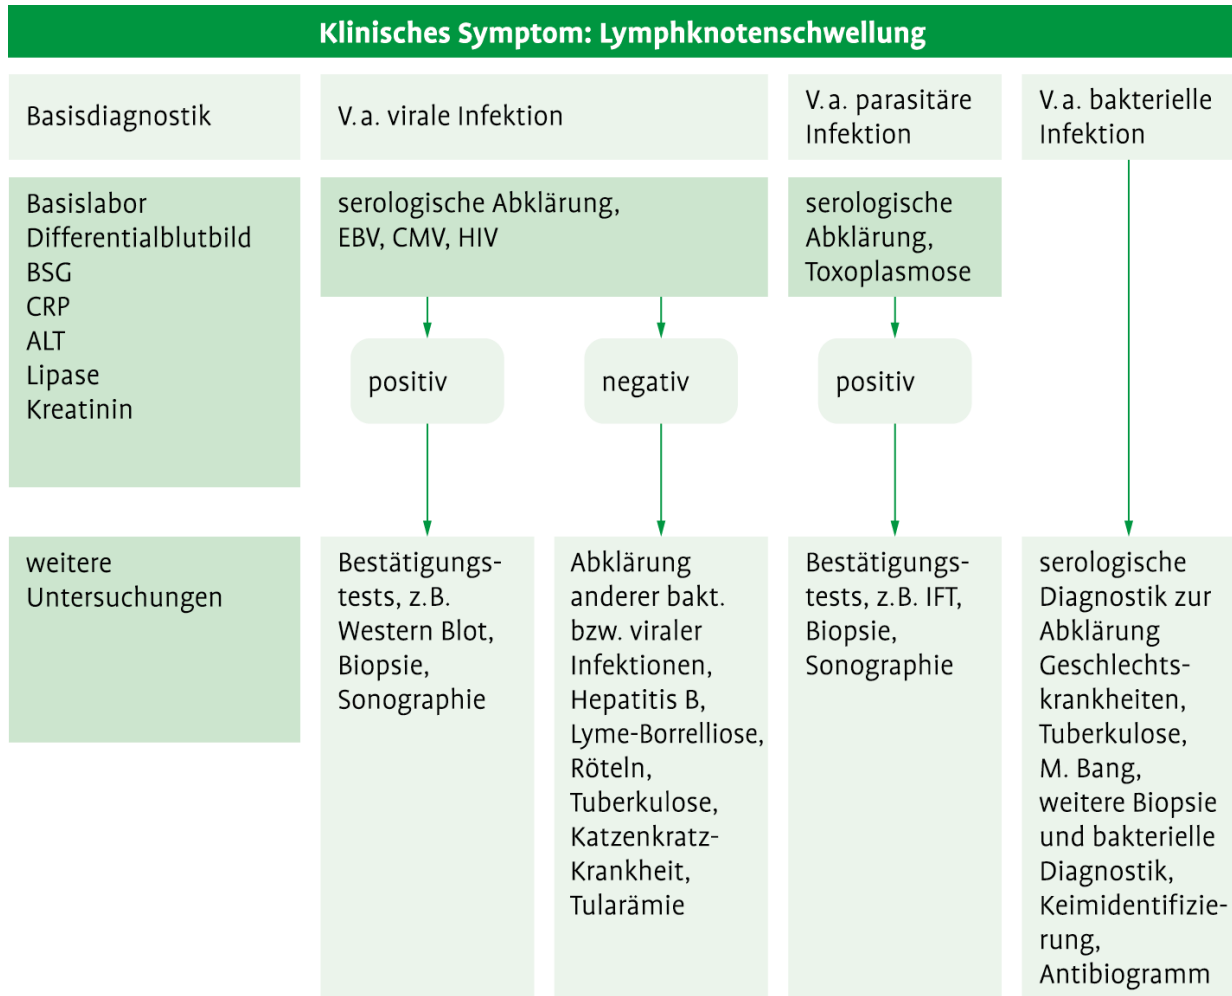 Klinisches Symptom: Lymphknotenschwellung
Basisdiagnostik
V. a. virale Infektion
V. a. parasitäre
Infektion
V. a. bakterielle
Infektion
Basislabor
Differentialblutbild
BSG
CRP
ALT
Lipase
Kreatinin
serologische Abklärung,
EBV, CMV, HIV
serologische
Abklärung,
Toxoplasmose
positiv
negativ
positiv
weitere
Untersuchungen
Bestätigungs-
tests, z. B.
Western Blot,
Biopsie,
Sonographie
Abklärung
anderer bakt.
bzw. viraler
Infektionen,
Hepatitis B,
Lyme-Borrelliose,
Röteln,
Tuberkulose,
Katzenkratz-
Krankheit,
Tularämie
Bestätigungs-
tests, z. B. IFT,
Biopsie,
Sonographie
serologische
Diagnostik zur
Abklärung
Geschlechts-
krankheiten,
Tuberkulose,
M. Bang,
weitere Biopsie
und bakterielle
Diagnostik,
Keimidentifizie-
rung,
Antibiogramm